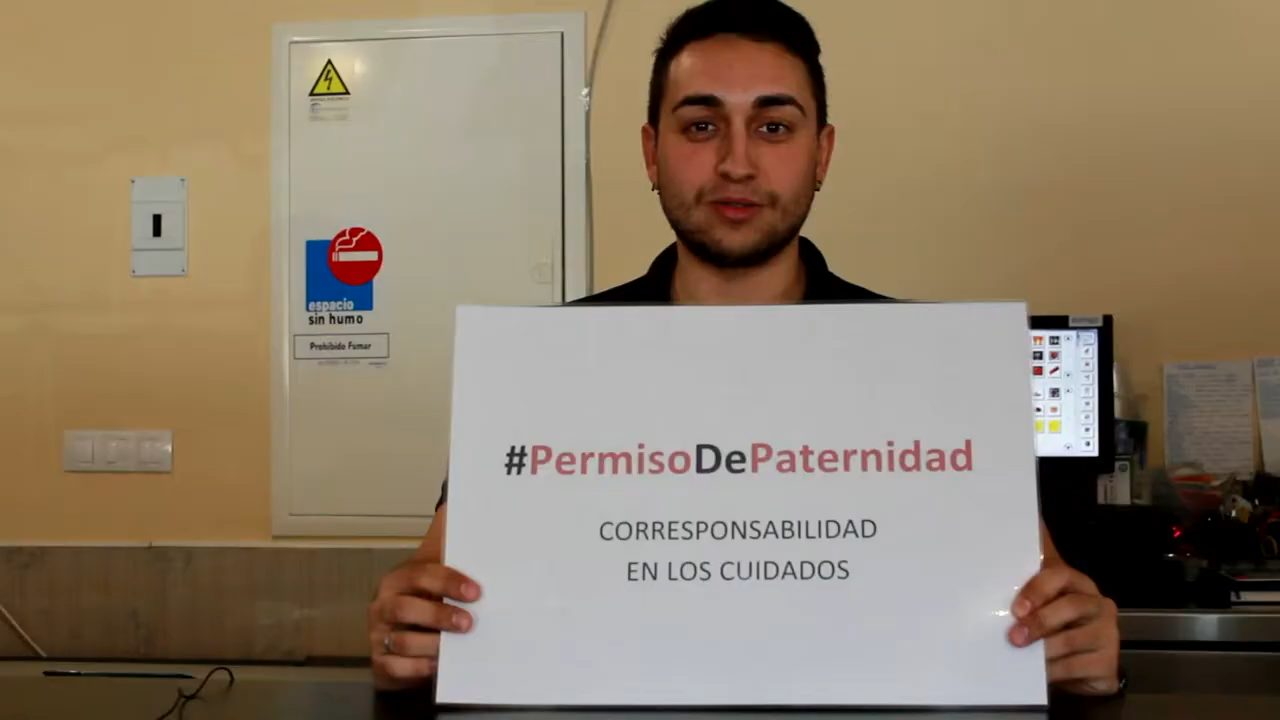 espacio
sin humo
Prohibido Fumar
#PermisoDePaternidad
CORRESPONSABILIDAD
EN LOS CUIDADOS